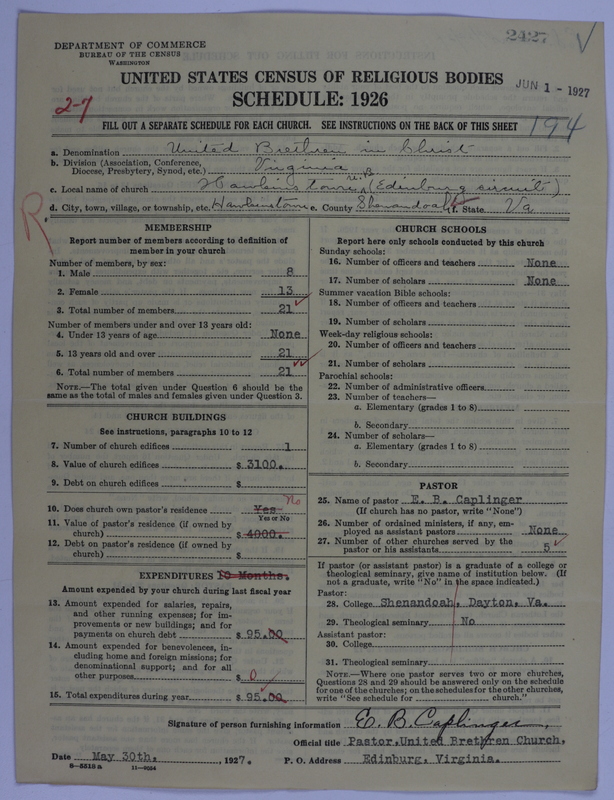 2427
DEPARTMENT OF COMMERCE
BUREAU OF THE CENSUS
WASHINGTON
UNITED STATES CENSUS OF RELIGIOUS BODIES
JUN 1 - 1927
2-7
SCHEDULE: 1926
FILL OUT A SEPARATE SCHEDULE FOR EACH CHURCH. SEE INSTRUCTIONS ON THE BACK OF THIS SHEET
194
a. Denomination United Brethren in Christ
b. Division (Association, Conference, Diocese, Presbytery, Synod, etc.) Virginia
c. Local name of church Hawkinstown (Edinburg circuit)
d. City, town, village, or township, etc. Hawkinstown e. County Shenandoah f. State Va
R
MEMBERSHIP
Report number of members according to definition of
member in your church
Number of members, by sex:
1. Male 8
2. Female 13
3. Total number of members 21
Number of members under and over 13 years old:
4. Under 13 years of age None
5. 13 years old and over 21
6. Total number of members 21
NOTE.—The total given under Question 6 should be the
same as the total of males and females given under Question 3.
CHURCH BUILDINGS
See instructions, paragraphs 10 to 12
7. Number of church edifices 1
8. Value of church edifices $ 3100.
9. Debt on church edifices $
No
10. Does church own pastor's residence Yes
Yes or No
11. Value of pastor's residence (if owned by
church) $ 4000.
12. Debt on pastor's residence (if owned by
church) $
EXPENDITURES 10 Months.
Amount expended by your church during last fiscal year
13. Amount expended for salaries, repairs,
and other running expenses; for im-
provements or new buildings; and for
payments on church debt $ 95.00
14. Amount expended for benevolences, in-
cluding home and foreign missions; for
denominational support; and for all
other purposes $ 0
15. Total expenditures during year $ 95.00
CHURCH SCHOOLS
Report here only schools conducted by this church
Sunday schools:
16. Number of officers and teachers None
17. Number of scholars None
Summer vacation Bible schools:
18. Number of officers and teachers
19. Number of scholars
Week-day religious schools:
20. Number of officers and teachers
21. Number of scholars
Parochial schools:
22. Number of administrative officers
23. Number of teachers—
a. Elementary (grades 1 to 8)
b. Secondary
24. Number of scholars—
a. Elementary (grades 1 to 8)
b. Secondary
PASTOR
25. Name of pastor E. B. Caplinger
(If church has no pastor, write "None")
26. Number of ordained ministers, if any, em-
ployed as assistant pastors None
27. Number of other churches served by the
pastor or his assistants 5
If pastor (or assistant pastor) is a graduate of a college or
theological seminary, give name of institution below. (If
not a graduate, write "No" in the space indicated.)
Pastor:
28. College Shenandoah, Dayton, Va.
29. Theological seminary No
Assistant pastor:
30. College
31. Theological seminary
NOTE.—Where one pastor serves two or more churches,
Questions 28 and 29 should be answered only on the schedule
for one of the churches; on the schedules for the other churches,
write "See schedule for church."
Signature of person furnishing information E. B. Caplinger,
Official title Pastor, United Brethren Church,
Date May 30th, 1927. P. O. Address Edinburg, Virginia.
8-5518 a 11-9034